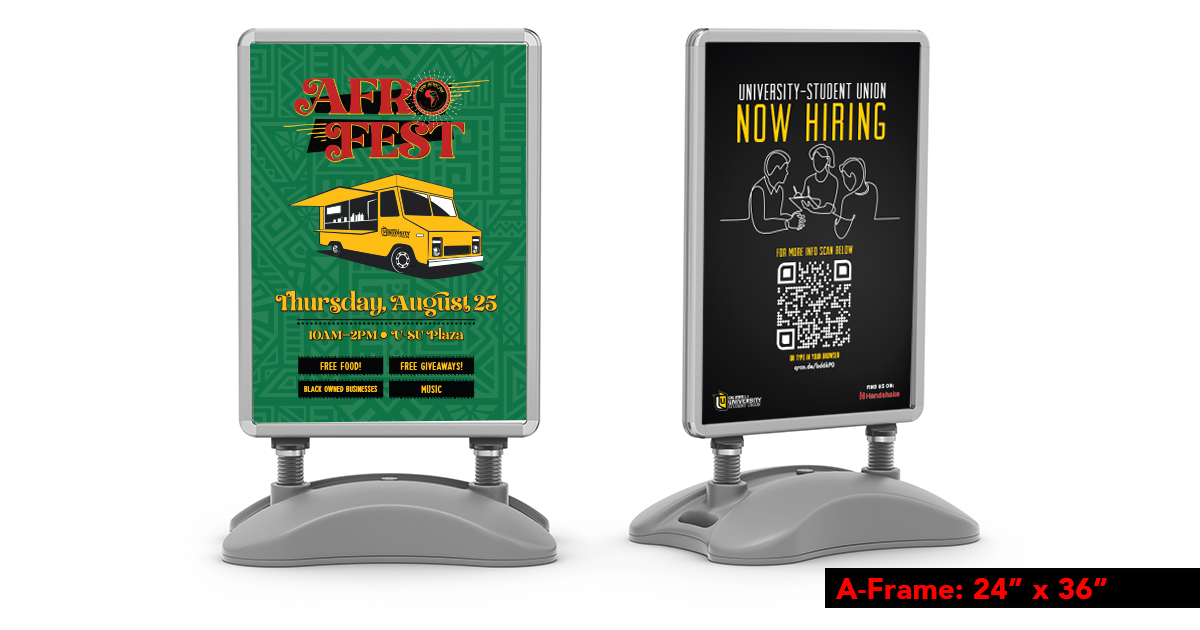 AFRO
FEST
UNIVERSITY
Thursday, August 25
10AM–2PM • U-SU Plaza
FREE FOOD!
FREE GIVEAWAYS!
BLACK OWNED BUSINESSES
MUSIC
UNIVERSITY-STUDENT UNION
NOW HIRING
FOR MORE INFO SCAN BELOW
OR TYPE IN YOUR BROWSER
UNIVERSITY
STUDENT UNION
FIND US ON:
Handshake
A-Frame: 24” x 36”